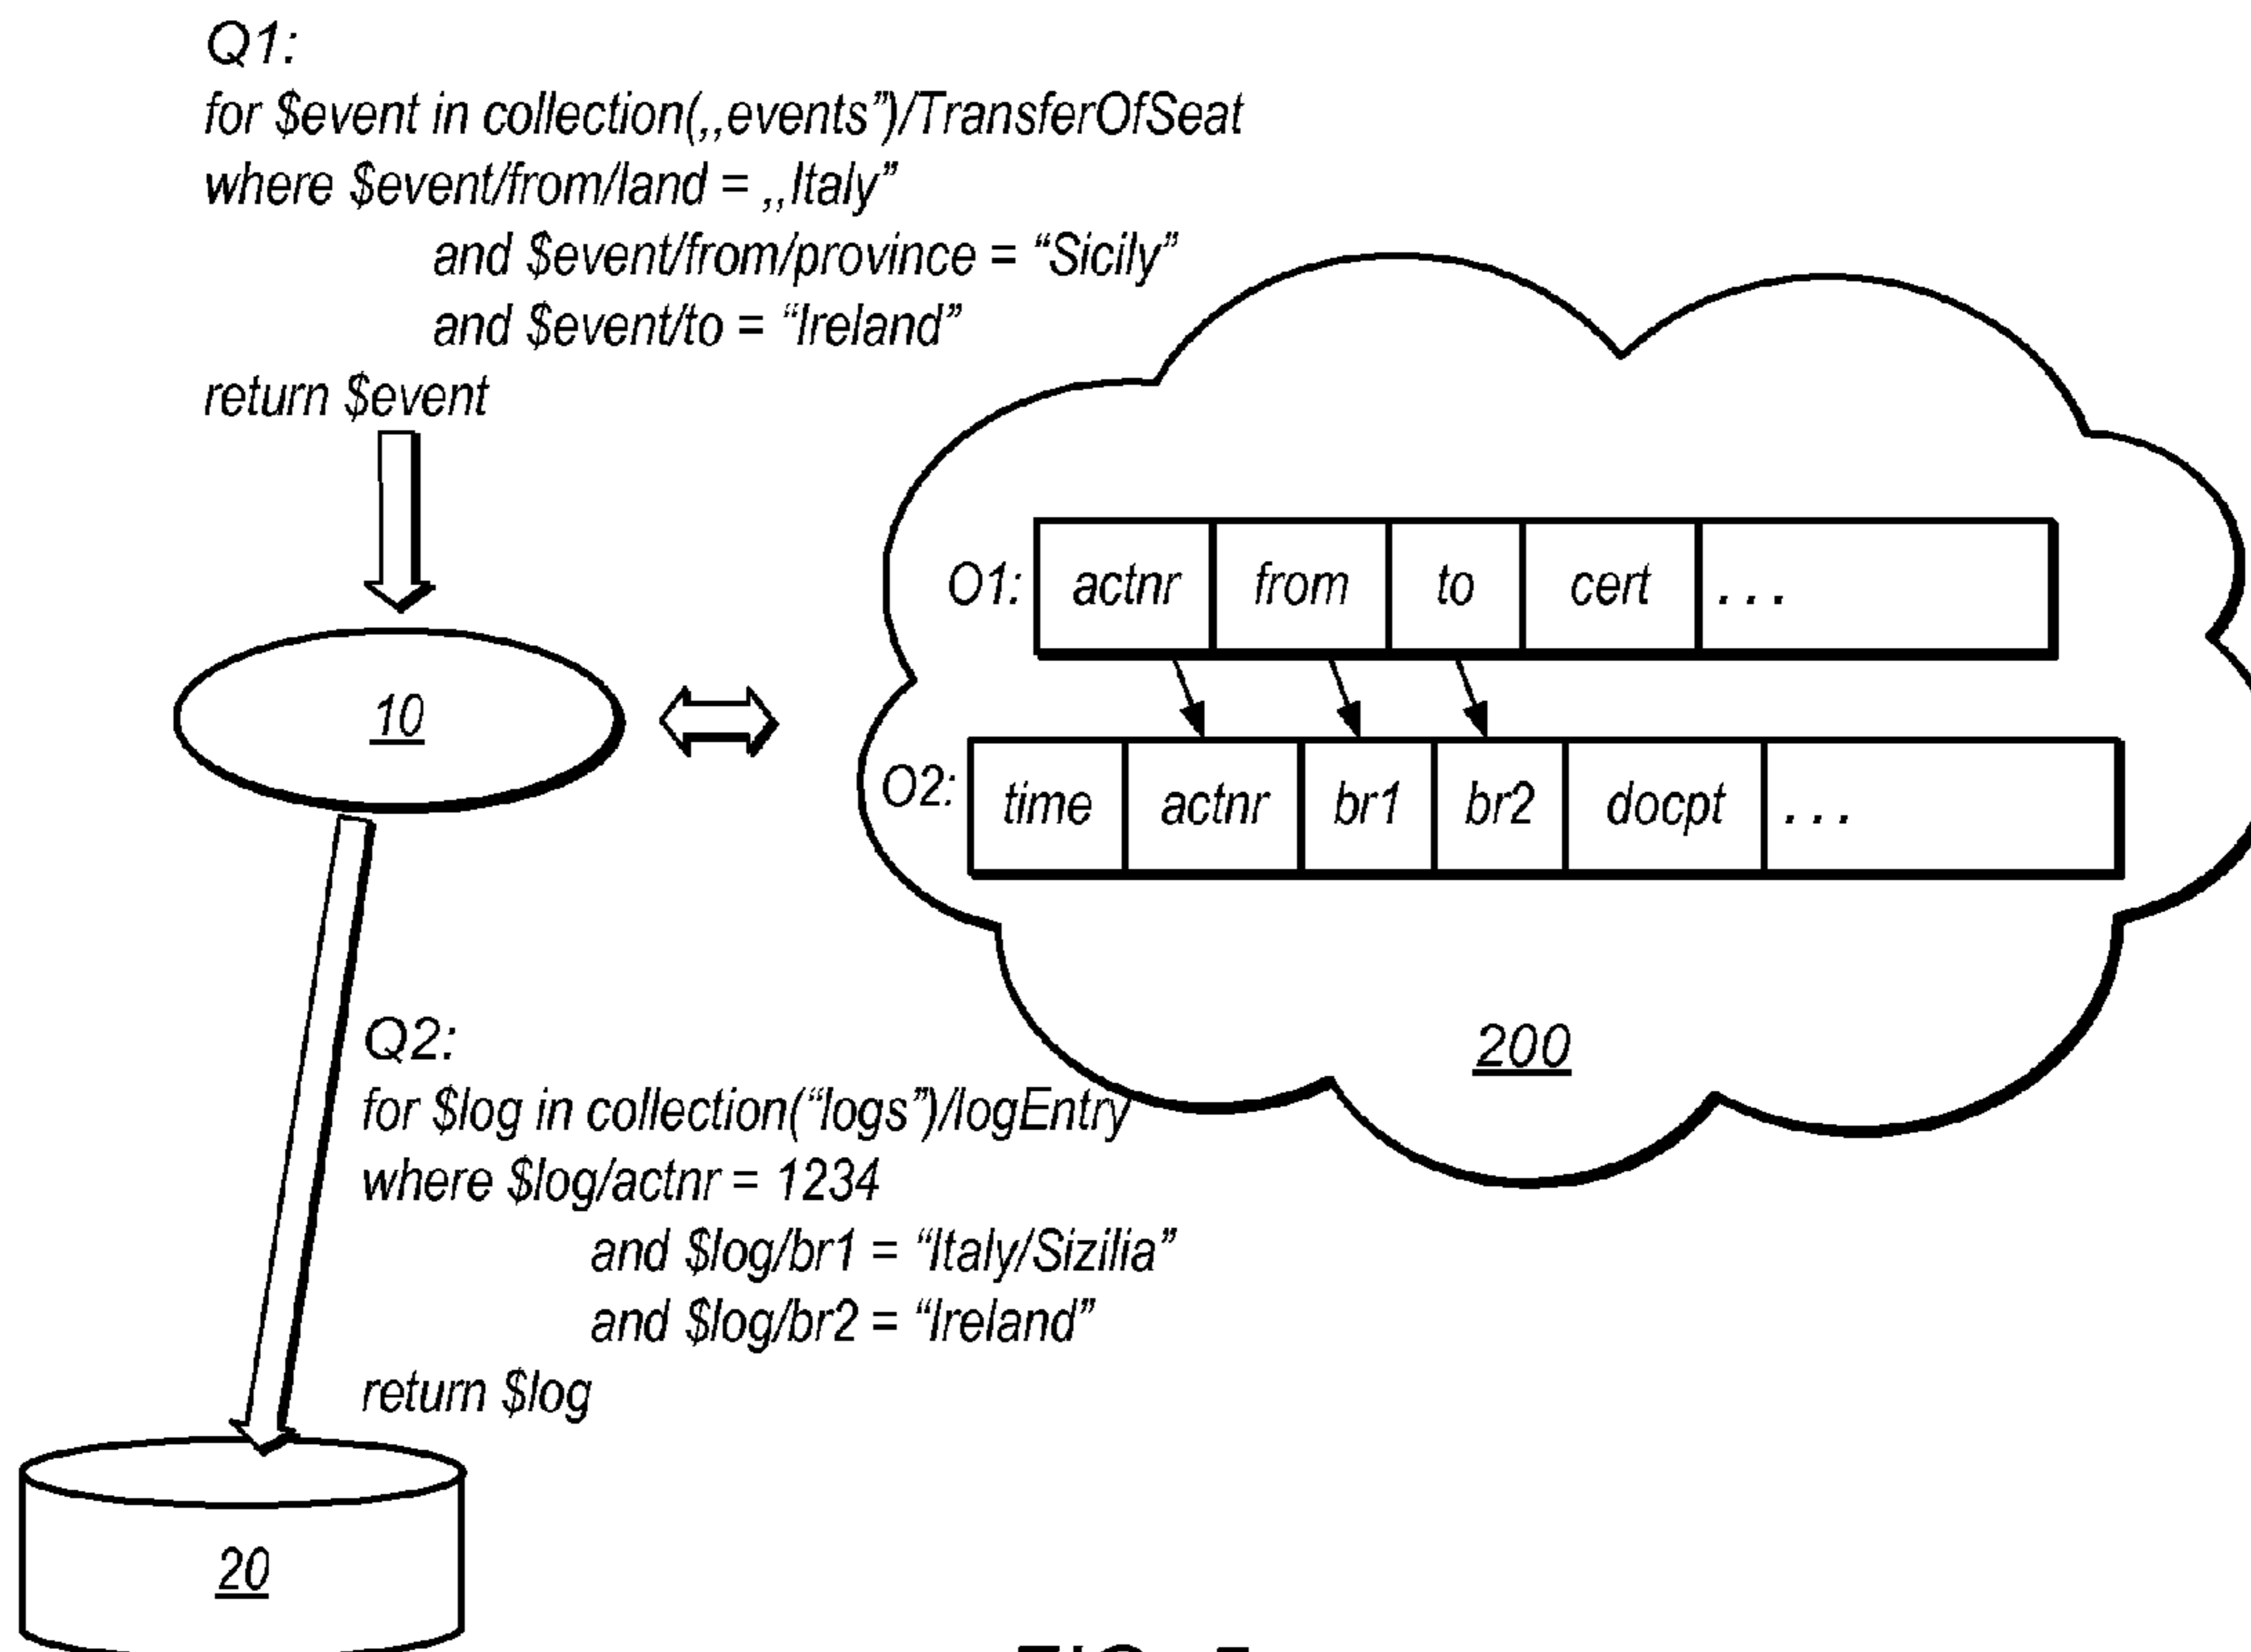 Q1:
for $event in collection(„events”)/TransferOfSeat
where $event/from/land = „Italy”
and $event/from/province = “Sicily”
and $event/to = “Ireland”
return $event
10
O1: actnr from to cert ...
O2: time actnr br1 br2 docpt ...
200
Q2:
for $log in collection(“logs”)/logEntry
where $log/actnr = 1234
and $log/br1 = “Italy/Sizilia”
and $log/br2 = “Ireland”
return $log
20